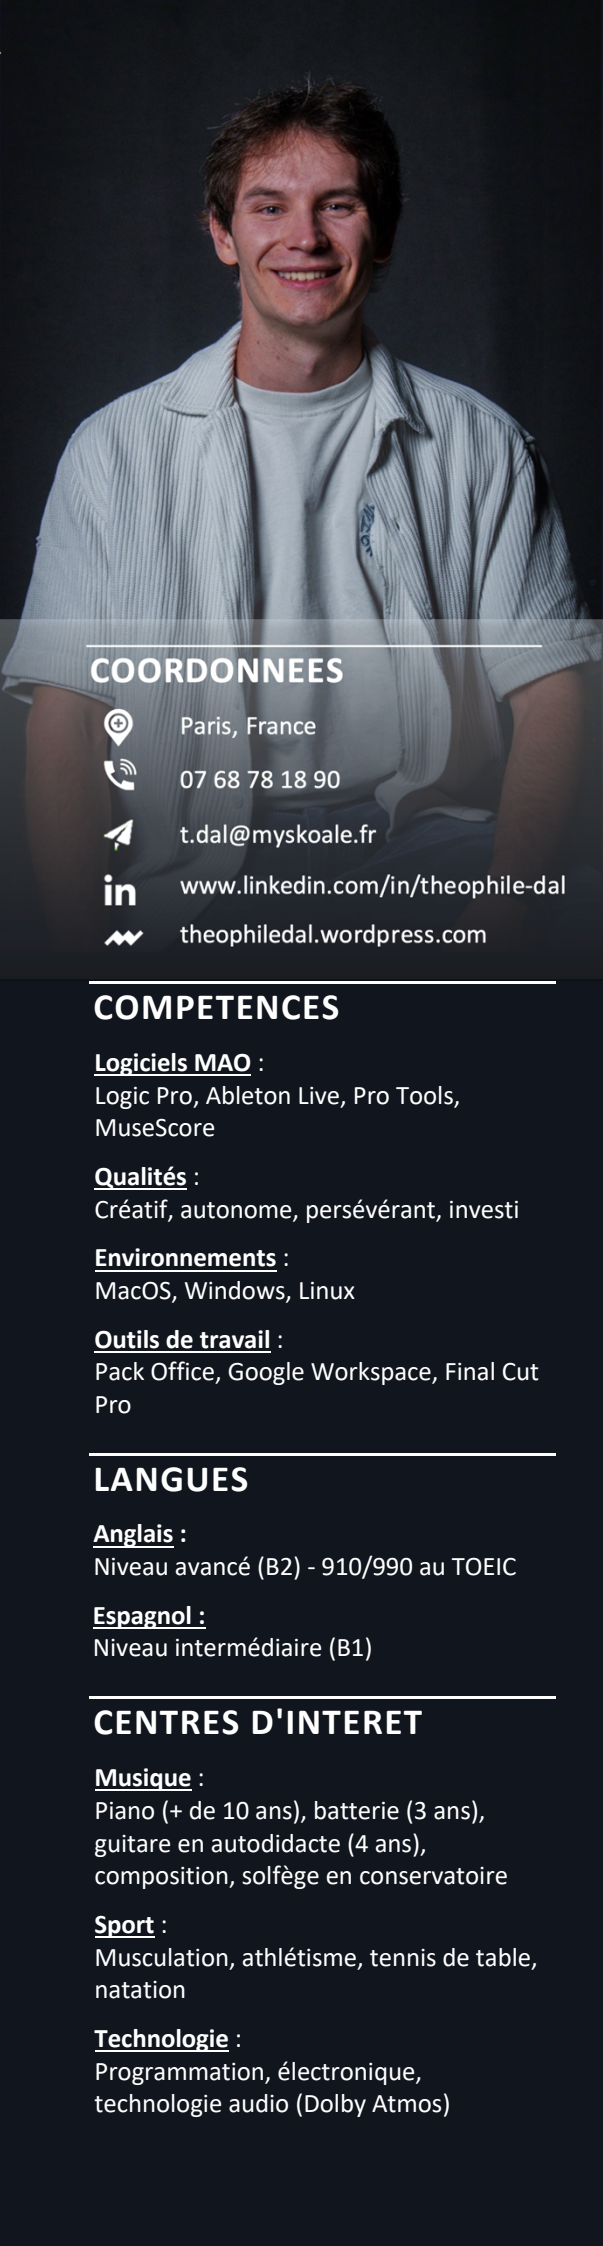 COORDONNEES
Paris, France
07 68 78 18 90
t.dal@myskoale.fr
in www.linkedin.com/in/theophile-dal
theophiledal.wordpress.com
COMPETENCES
Logiciels MAO :
Logic Pro, Ableton Live, Pro Tools,
MuseScore
Qualités :
Créatif, autonome, persévérant, investi
Environnements :
MacOS, Windows, Linux
Outils de travail :
Pack Office, Google Workspace, Final Cut
Pro
LANGUES
Anglais :
Niveau avancé (B2) - 910/990 au TOEIC
Espagnol :
Niveau intermédiaire (B1)
CENTRES D'INTERET
Musique :
Piano (+ de 10 ans), batterie (3 ans),
guitare en autodidacte (4 ans),
composition, solfège en conservatoire
Sport :
Musculation, athlétisme, tennis de table,
natation
Technologie :
Programmation, électronique,
technologie audio (Dolby Atmos)